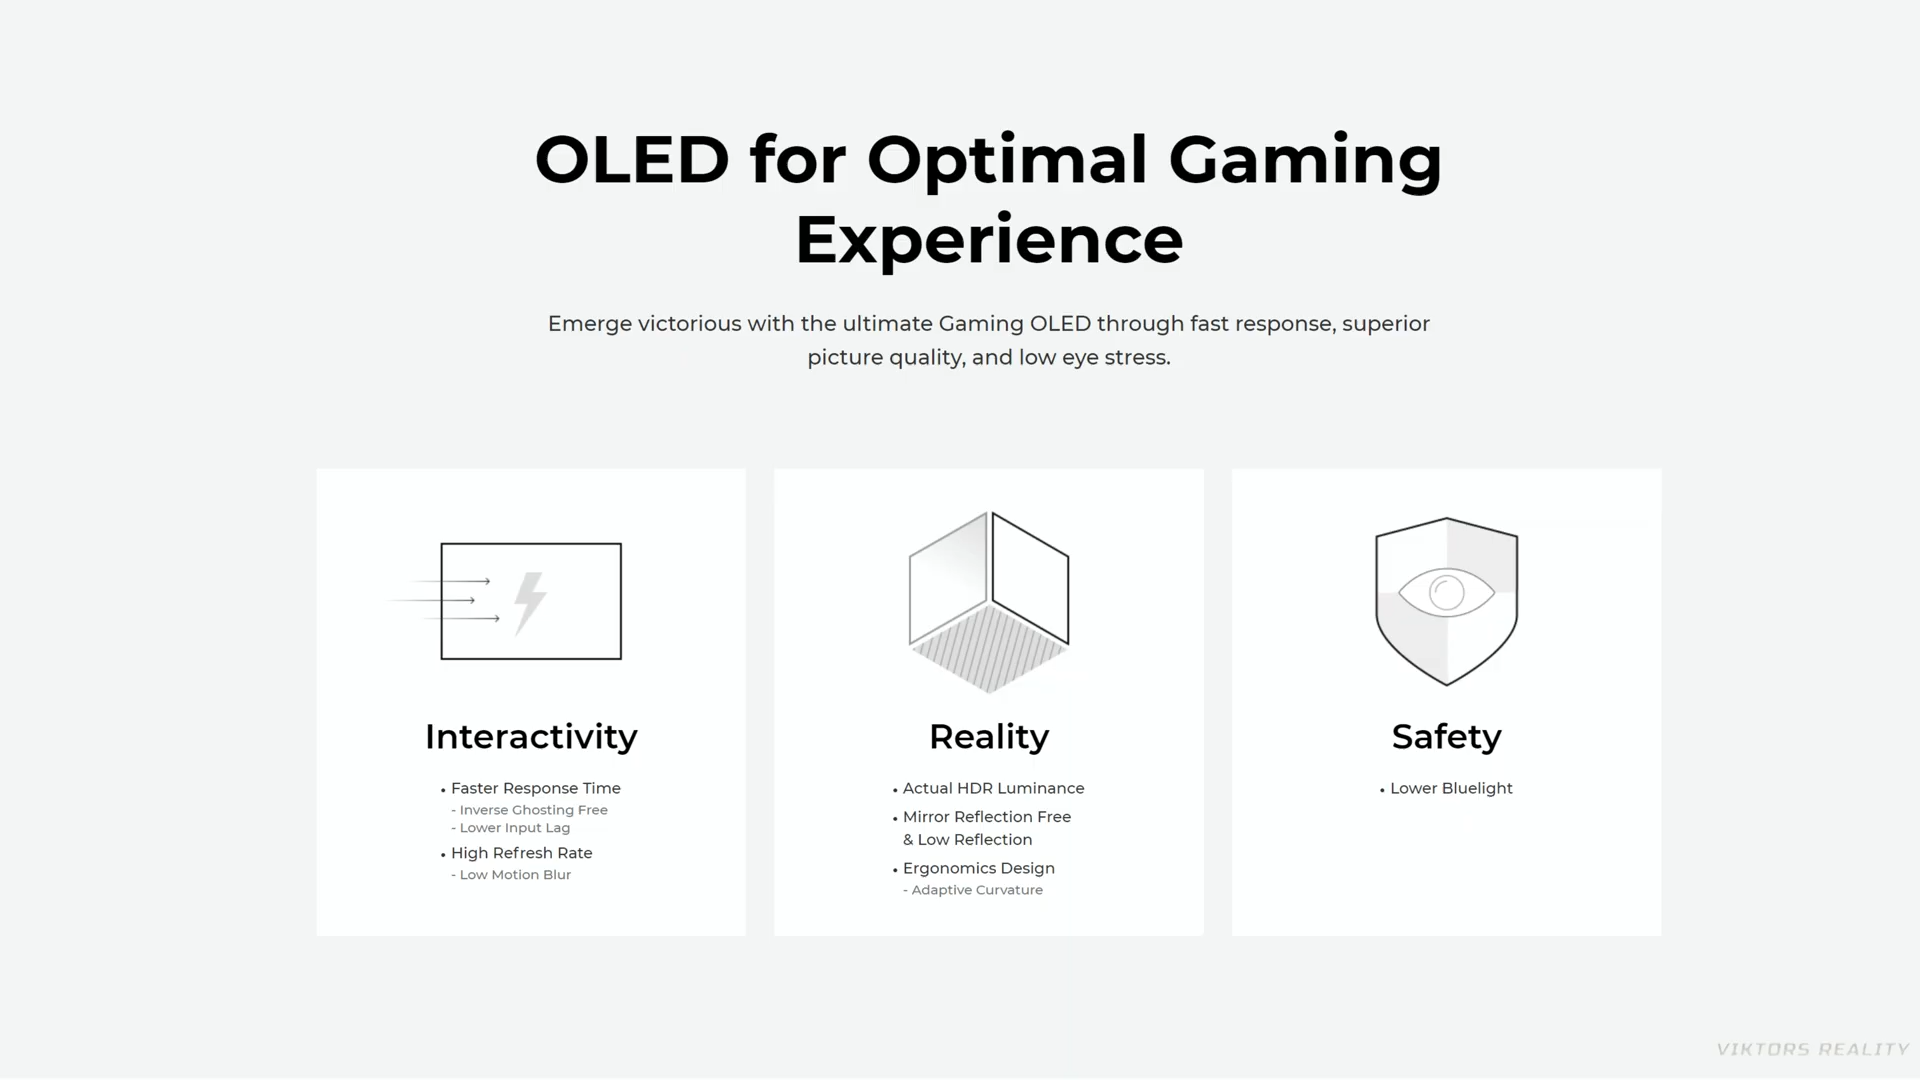 OLED for Optimal Gaming
Experience
Emerge victorious with the ultimate Gaming OLED through fast response, superior
picture quality, and low eye stress.
Interactivity
• Faster Response Time
- Inverse Ghosting Free
- Lower Input Lag
• High Refresh Rate
- Low Motion Blur
Reality
• Actual HDR Luminance
• Mirror Reflection Free
& Low Reflection
• Ergonomics Design
- Adaptive Curvature
Safety
• Lower Bluelight
VIKTORS REALITY